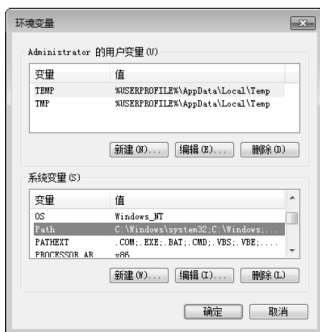 环境变量
Administrator 的用户变量(U)
变量 值
TEMP %USERPROFILE%\AppData\Local\Temp
TMP %USERPROFILE%\AppData\Local\Temp
新建(N)... 编辑(E)... 删除(D)
系统变量(S)
变量 值
OS Windows_NT
Path C:\Windows\system32;C:\Windows;...
PATHEXT .COM;.EXE;.BAT;.CMD;.VBS;.VBE;....
PROCESSOR_AR x86
新建(W)... 编辑(I)... 删除(L)
确定 取消